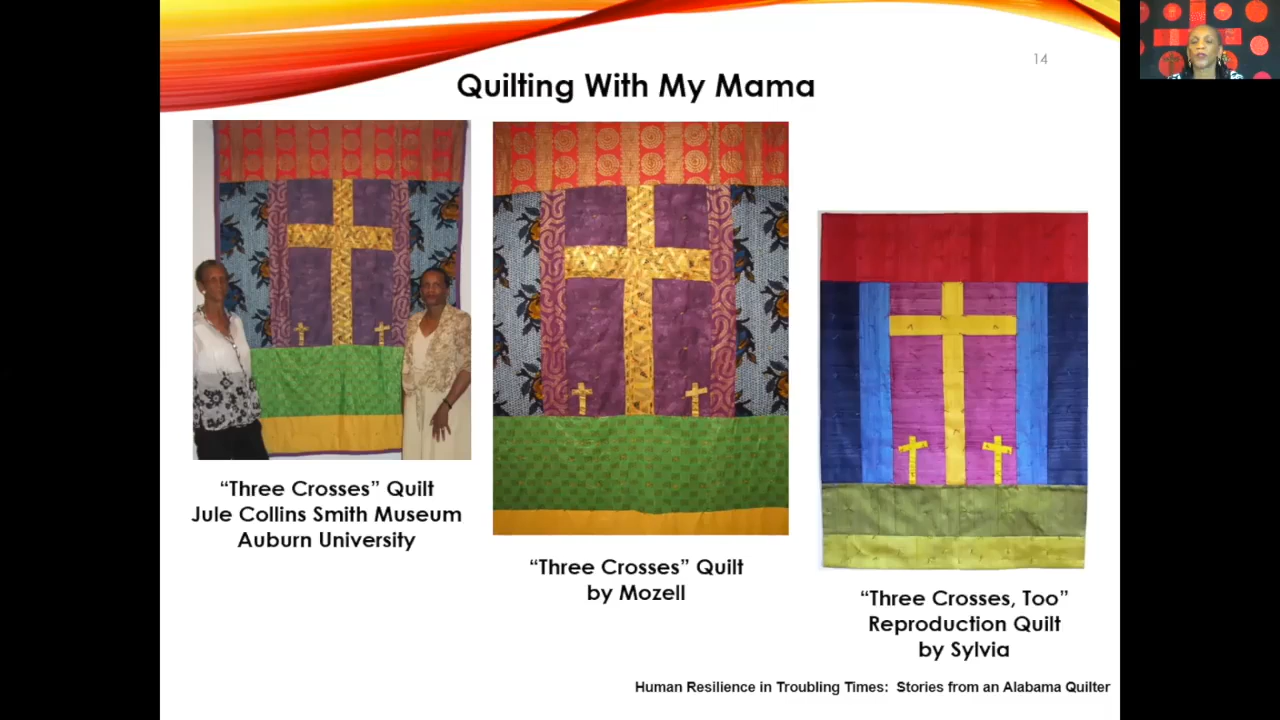 14
Quilting With My Mama
“Three Crosses” Quilt
Jule Collins Smith Museum
Auburn University
“Three Crosses” Quilt
by Mozell
“Three Crosses, Too”
Reproduction Quilt
by Sylvia
Human Resilience in Troubling Times: Stories from an Alabama Quilter